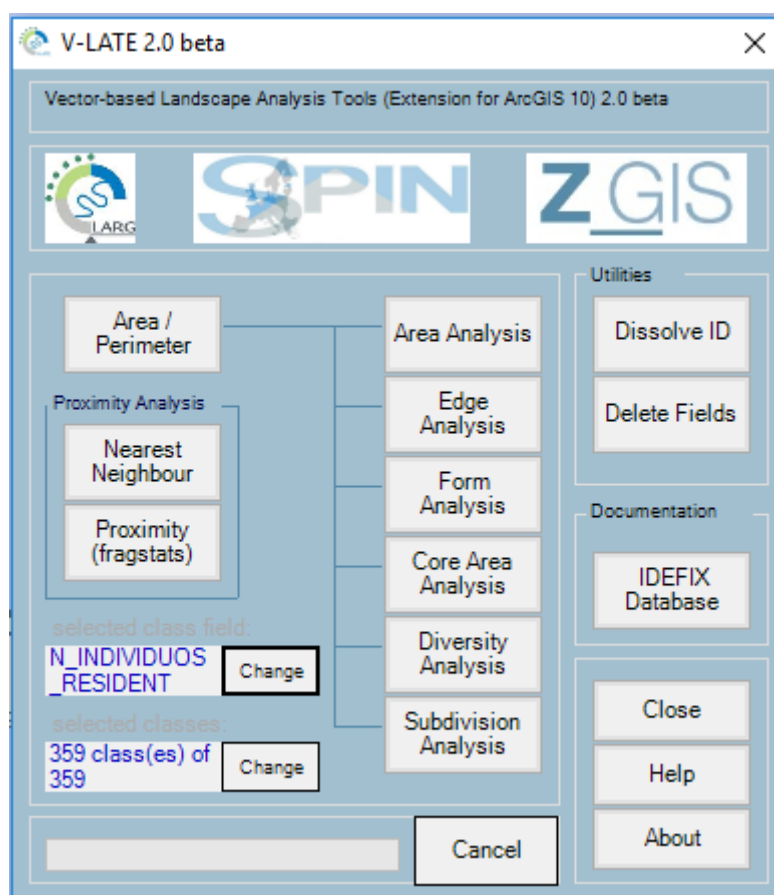 V-LATE 2.0 beta
Vector-based Landscape Analysis Tools (Extension for ArcGIS 10) 2.0 beta
LARG
SPIN
Z_GIS
Area /
Perimeter
Proximity Analysis
Nearest
Neighbour
Proximity
(fragstats)
selected class field:
N_INDIVIDUOS
_RESIDENT
Change
selected classes:
359 class(es) of
359
Change
Area Analysis
Edge
Analysis
Form
Analysis
Core Area
Analysis
Diversity
Analysis
Subdivision
Analysis
Utilities
Dissolve ID
Delete Fields
Documentation
IDEFIX
Database
Close
Help
About
Cancel